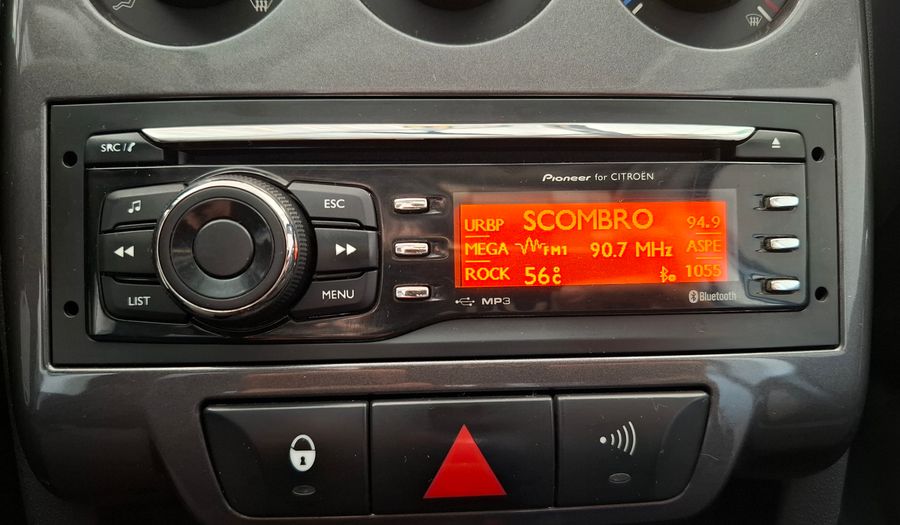 SRC/
Pioneer for CITROËN
ESC
LIST
MENU
URBP
SCOMBRO
94.9
MEGA
FM1
90.7 MHz
ASPE
ROCK
56°C
1055
MP3
Bluetooth